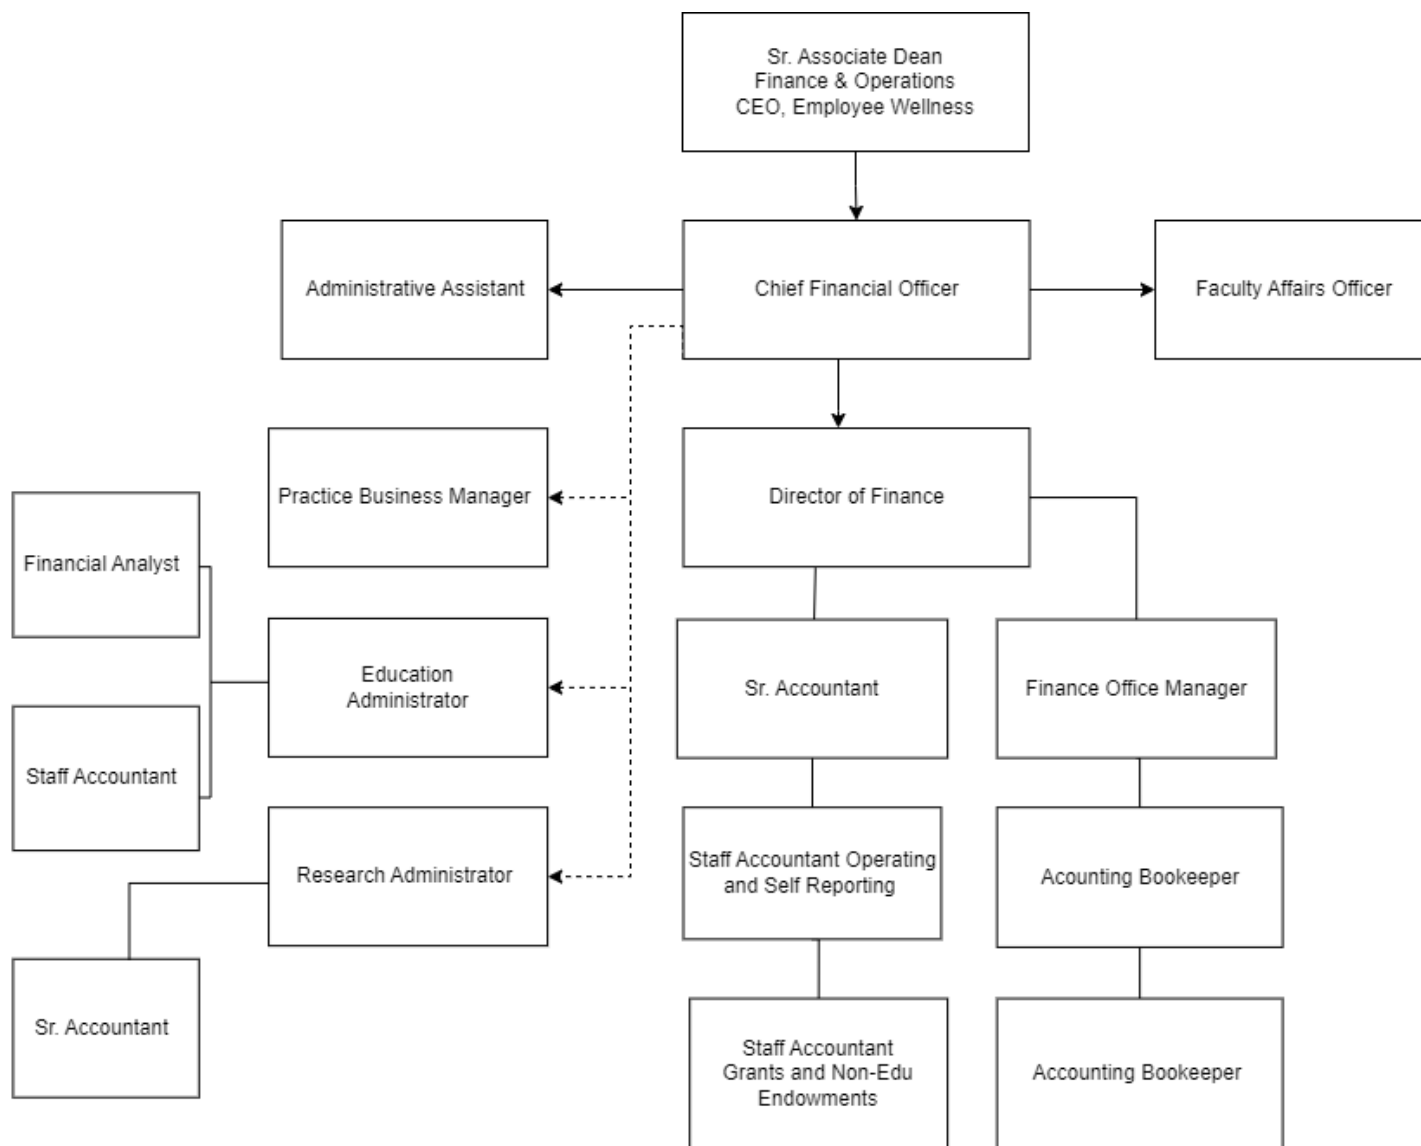 Sr. Associate Dean
Finance & Operations
CEO, Employee Wellness
Administrative Assistant
Chief Financial Officer
Faculty Affairs Officer
Practice Business Manager
Director of Finance
Financial Analyst
Education
Administrator
Sr. Accountant
Finance Office Manager
Staff Accountant
Research Administrator
Staff Accountant Operating
and Self Reporting
Acounting Bookeeper
Sr. Accountant
Staff Accountant
Grants and Non-Edu
Endowments
Accounting Bookeeper